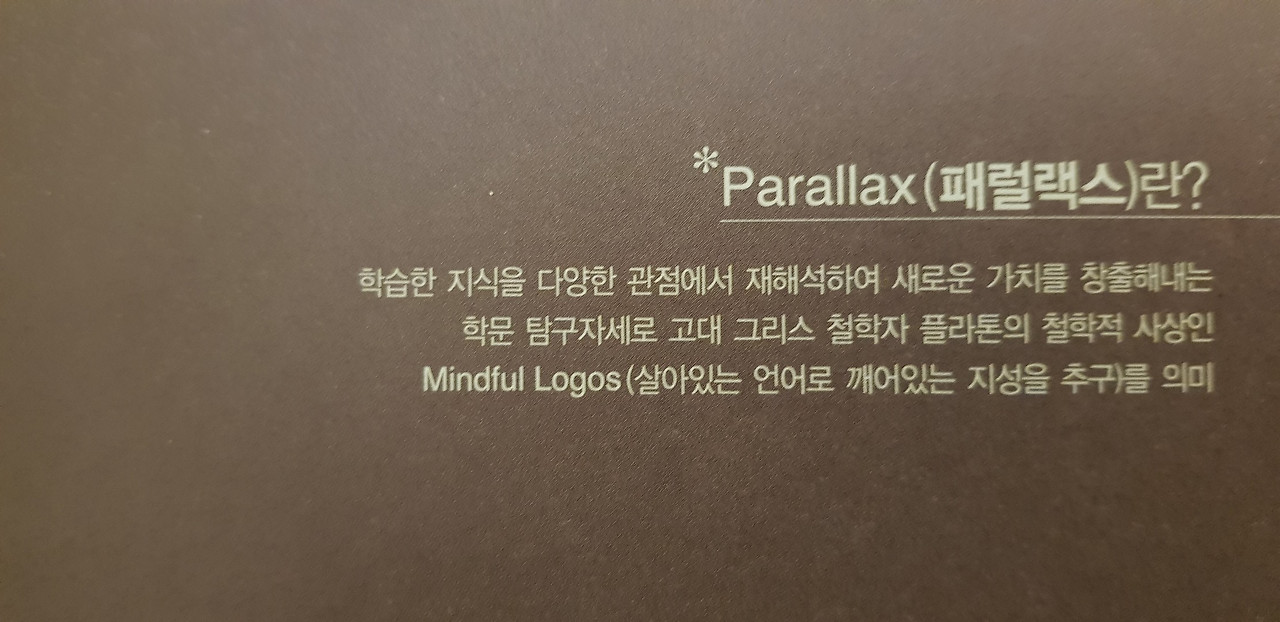 *Parallax(패럴랙스)란?
학습한 지식을 다양한 관점에서 재해석하여 새로운 가치를 창출해내는
학문 탐구자세로 고대 그리스 철학자 플라톤의 철학적 사상인
Mindful Logos(살아있는 언어로 깨어있는 지성을 추구)를 의미